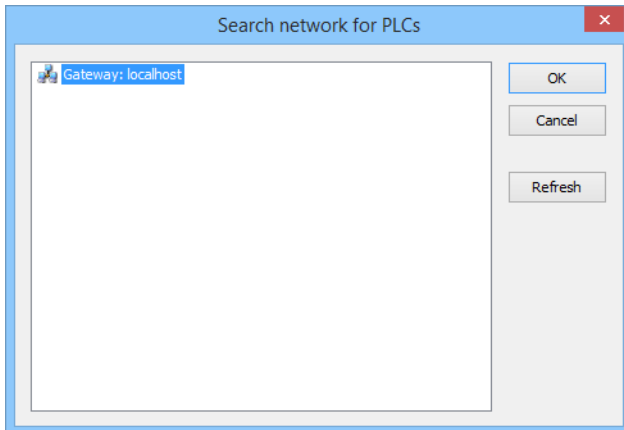 Search network for PLCs
Gateway: localhost
OK
Cancel
Refresh